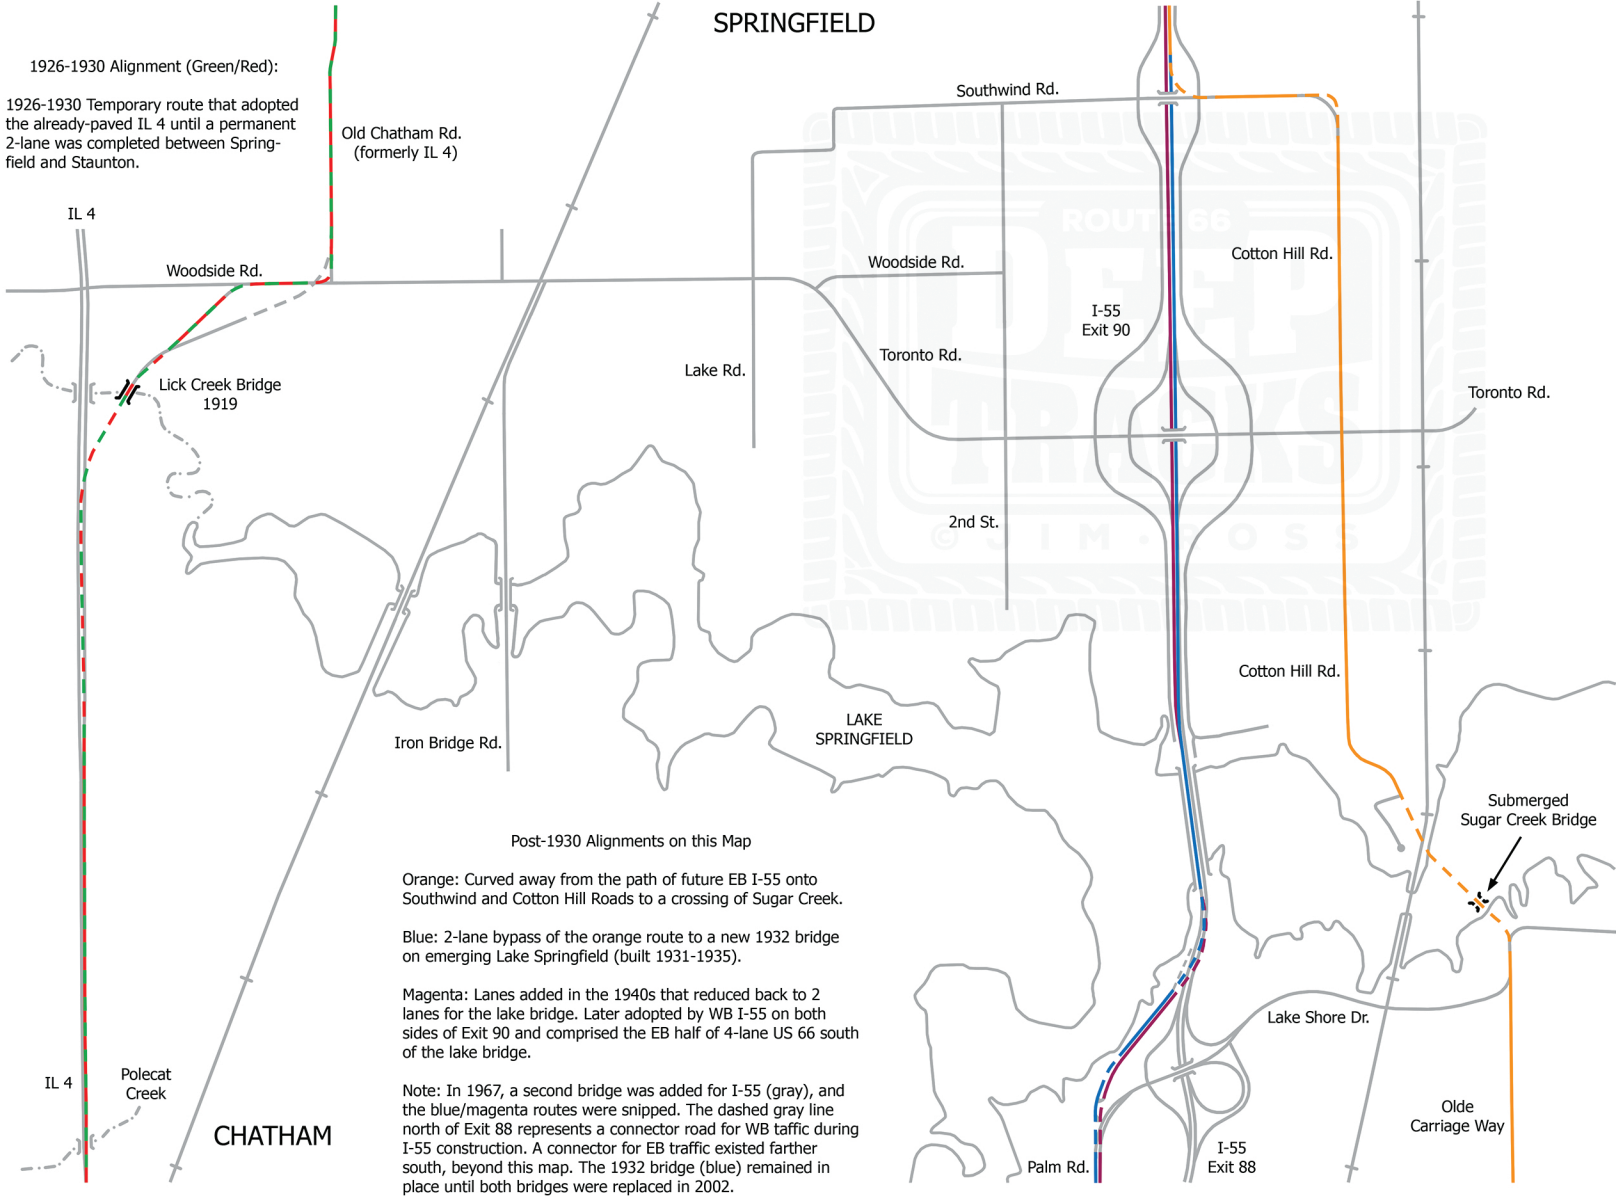 SPRINGFIELD
1926-1930 Alignment (Green/Red):
1926-1930 Temporary route that adopted
the already-paved IL 4 until a permanent
2-lane was completed between Spring-
field and Staunton.
Old Chatham Rd.
(formerly IL 4)
Southwind Rd.
IL 4
ROUTE 66
DEEP
TRACKS
© JIM ROSS
Woodside Rd.
Woodside Rd.
Cotton Hill Rd.
I-55
Exit 90
Toronto Rd.
Lake Rd.
Lick Creek Bridge
1919
Toronto Rd.
2nd St.
Cotton Hill Rd.
LAKE
SPRINGFIELD
Iron Bridge Rd.
Submerged
Sugar Creek Bridge
Post-1930 Alignments on this Map
Orange: Curved away from the path of future EB I-55 onto
Southwind and Cotton Hill Roads to a crossing of Sugar Creek.
Blue: 2-lane bypass of the orange route to a new 1932 bridge
on emerging Lake Springfield (built 1931-1935).
Magenta: Lanes added in the 1940s that reduced back to 2
lanes for the lake bridge. Later adopted by WB I-55 on both
sides of Exit 90 and comprised the EB half of 4-lane US 66 south
of the lake bridge.
Note: In 1967, a second bridge was added for I-55 (gray), and
the blue/magenta routes were snipped. The dashed gray line
north of Exit 88 represents a connector road for WB taffic during
I-55 construction. A connector for EB traffic existed farther
south, beyond this map. The 1932 bridge (blue) remained in
place until both bridges were replaced in 2002.
Lake Shore Dr.
IL 4
Polecat
Creek
CHATHAM
Olde
Carriage Way
Palm Rd.
I-55
Exit 88